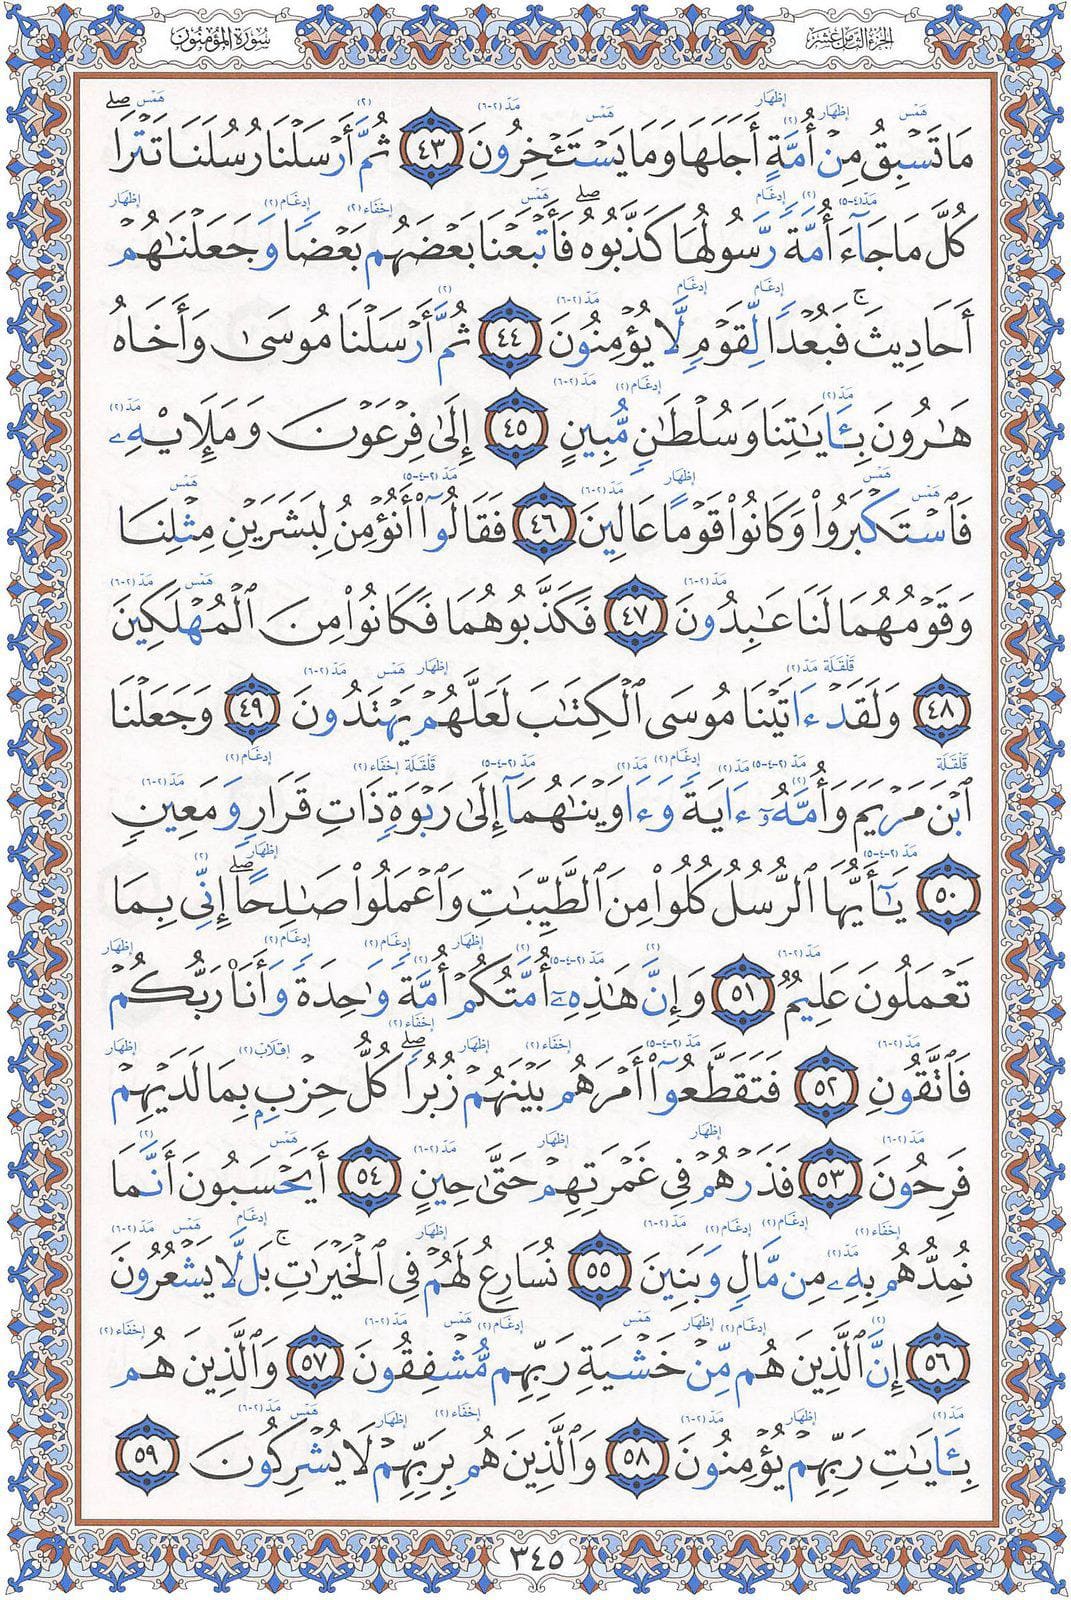 الجزء الثامن عشر
سورة المؤمنون
مَا تَسْبِقُ مِنْ أُمَّةٍ أَجَلَهَا وَمَا يَسْتَـْٔخِرُونَ ٤٣ ثُمَّ أَرْسَلْنَا رُسُلَنَا تَتْرَا ۖ
كُلَّ مَا جَآءَ أُمَّةً رَّسُولُهَا كَذَّبُوهُ ۖ فَأَتْبَعْنَا بَعْضَهُم بَعْضًا وَجَعَلْنَٰهُمْ
أَحَادِيثَ ۚ فَبُعْدًا لِّقَوْمٍ لَّا يُؤْمِنُونَ ٤٤ ثُمَّ أَرْسَلْنَا مُوسَىٰ وَأَخَاهُ
هَٰرُونَ بِـَٔايَٰتِنَا وَسُلْطَٰنٍ مُّبِينٍ ٤٥ إِلَىٰ فِرْعَوْنَ وَمَلَإِي۟هِۦ
فَٱسْتَكْبَرُوا۟ وَكَانُوا۟ قَوْمًا عَالِينَ ٤٦ فَقَالُوٓا۟ أَنُؤْمِنُ لِبَشَرَيْنِ مِثْلِنَا
وَقَوْمُهُمَا لَنَا عَٰبِدُونَ ٤٧ فَكَذَّبُوهُمَا فَكَانُوا۟ مِنَ ٱلْمُهْلَكِينَ
٤٨ وَلَقَدْ ءَاتَيْنَا مُوسَى ٱلْكِتَٰبَ لَعَلَّهُمْ يَهْتَدُونَ ٤٩ وَجَعَلْنَا
ٱبْنَ مَرْيَمَ وَأُمَّهُۥٓ ءَايَةً وَءَاوَيْنَٰهُمَآ إِلَىٰ رَبْوَةٍ ذَاتِ قَرَارٍ وَمَعِينٍ
٥٠ يَٰٓأَيُّهَا ٱلرُّسُلُ كُلُوا۟ مِنَ ٱلطَّيِّبَٰتِ وَٱعْمَلُوا۟ صَٰلِحًا ۖ إِنِّى بِمَا
تَعْمَلُونَ عَلِيمٌ ٥١ وَإِنَّ هَٰذِهِۦٓ أُمَّتُكُمْ أُمَّةً وَٰحِدَةً وَأَنَا۠ رَبُّكُمْ
فَٱتَّقُونِ ٥٢ فَتَقَطَّعُوٓا۟ أَمْرَهُم بَيْنَهُمْ زُبُرًا ۖ كُلُّ حِزْبٍۭ بِمَا لَدَيْهِمْ
فَرِحُونَ ٥٣ فَذَرْهُمْ فِى غَمْرَتِهِمْ حَتَّىٰ حِينٍ ٥٤ أَيَحْسَبُونَ أَنَّمَا
نُمِدُّهُم بِهِۦ مِن مَّالٍ وَبَنِينَ ٥٥ نُسَارِعُ لَهُمْ فِى ٱلْخَيْرَٰتِ ۚ بَل لَّا يَشْعُرُونَ
٥٦ إِنَّ ٱلَّذِينَ هُم مِّنْ خَشْيَةِ رَبِّهِم مُّشْفِقُونَ ٥٧ وَٱلَّذِينَ هُم
بِـَٔايَٰتِ رَبِّهِمْ يُؤْمِنُونَ ٥٨ وَٱلَّذِينَ هُم بِرَبِّهِمْ لَا يُشْرِكُونَ ٥٩
٣٤٥